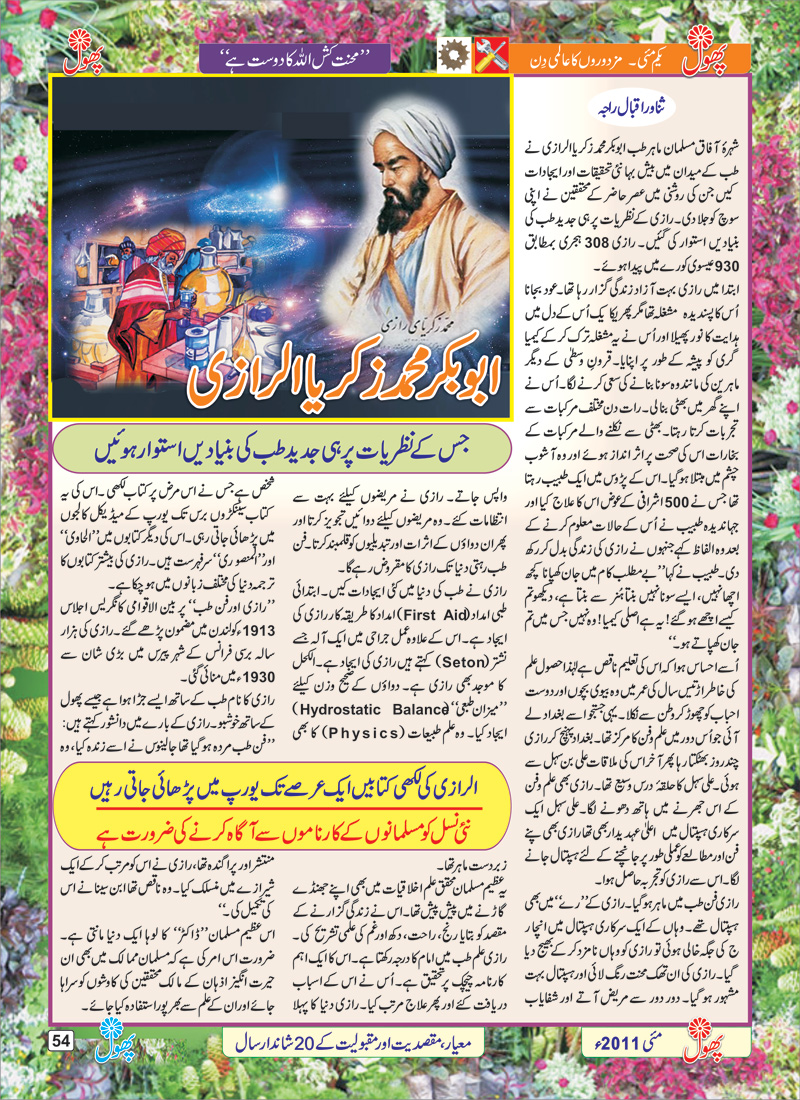 پھول
یکم مئی۔ مزدوروں کا عالمی دِن
’’محنت کش اللہ کا دوست ہے‘‘
پھول
محمد زکریا یحیی رازی
ابوبکر محمد زکریا الرازی
جس کے نظریات پر ہی جدید طب کی بنیادیں استوار ہوئیں
ثناور اقبال راجہ
شہرۂ آفاق مسلمان ماہر طب ابوبکر محمد زکریا الرازی نے
طب کے میدان میں بیش بہا نئی تحقیقات اور ایجادات
کیں جن کی روشنی میں عصر حاضر کے محققین نے اپنی
سوچ کو جلا دی۔ رازی کے نظریات پر ہی جدید طب کی
بنیادیں استوار کی گئیں۔ رازی 308 ہجری بمطابق
930 عیسوی کو رے میں پیدا ہوئے۔
ابتدا میں رازی بہت آزاد زندگی گزار رہا تھا۔ عود بجانا
اُس کا پسندیدہ مشغلہ تھا مگر پھر یکایک اُس کے دل میں
ہدایت کا نور پھیلا اور اُس نے یہ مشغلہ ترک کر کے کیمیا
گری کو پیشہ کے طور پر اپنایا۔ قرونِ وسطیٰ کے دیگر
ماہرین کی مانند وہ سونا بنانے کی سعی کرنے لگا۔ اُس نے
اپنے گھر میں بھٹی بنالی۔ رات دن مختلف مرکبات سے
تجربات کرتا رہتا۔ بھٹی سے نکلنے والے مرکبات کے
بخارات اس کی صحت پر اثر انداز ہوئے اور وہ آشوب
چشم میں مبتلا ہو گیا۔ اس کے پڑوس میں ایک طبیب رہتا
تھا جس نے 500 اشرفی کے عوض اس کا علاج کیا اور
جہاندیدہ طبیب نے اُس کے حالات معلوم کرنے کے
بعد وہ الفاظ کہے جنہوں نے رازی کی زندگی بدل کر رکھ
دی۔ طبیب نے کہا ’’بے مطلب کام میں جان کھپانا کچھ
اچھا نہیں، ایسے سونا نہیں بنتا ہنر سے بنتا ہے، دیکھو تم
کیسے اچھے ہو گئے! یہ ہے اصلی کیمیا! وہ نہیں جس میں تم
جان کھپاتے ہو۔‘‘
اُسے احساس ہوا کہ اس کی تعلیم ناقص ہے لہٰذا حصول علم
کی خاطر اڑتیس سال کی عمر میں وہ بیوی بچوں اور دوست
احباب کو چھوڑ کر وطن سے نکلا۔ یہی جستجو اسے بغداد لے
آئی جو اُس دور میں علم و فن کا مرکز تھا۔ بغداد پہنچ کر رازی
چند روز بھٹکتا رہا پھر آخر اس کی ملاقات علی بن سہل سے
ہوئی۔ علی سہل کا حلقۂ درس وسیع تھا۔ رازی بھی علم و فن
کے اس جھرنے میں ہاتھ دھونے لگا۔ علی سہل ایک
سرکاری ہسپتال میں اعلیٰ عہدیدار بھی تھا رازی بھی اپنے
فن اور مطالعے کو عملی طور پر جانچنے کے لئے ہسپتال جانے
لگا۔ اس سے رازی کو تجربہ حاصل ہوا۔
رازی فن طب میں ماہر ہو گیا۔ رازی کے ’’رے‘‘ میں بھی
ہسپتال تھے۔ وہاں کے ایک سرکاری ہسپتال میں انچار
ج کی جگہ خالی ہوئی تو رازی کو وہاں نامزد کر کے بھیج دیا
گیا۔ رازی کی ان تھک محنت رنگ لائی اور ہسپتال بہت
مشہور ہو گیا۔ دور دور سے مریض آتے اور شفایاب
واپس جاتے۔ رازی نے مریضوں کیلئے بہت سے
انتظامات کئے۔ وہ مریضوں کیلئے دوائیں تجویز کرتا اور
پھر ان دواؤں کے اثرات اور تبدیلیوں کو قلمبند کرتا۔ فن
طب رہتی دنیا تک رازی کا مقروض رہے گا۔
رازی نے طب کی دنیا میں کئی ایجادات کیں۔ ابتدائی
طبی امداد (First Aid) امداد کا طریقہ کار رازی کی
ایجاد ہے۔ اس کے علاوہ عمل جراحی میں ایک آلہ جسے
نشتر (Seton) کہتے ہیں رازی کی ایجاد ہے۔ الکحل
کا موجد بھی رازی ہے۔ دواؤں کے صحیح وزن کیلئے
’’میزان طبی‘‘ (Hydrostatic Balance)
ایجاد کیا۔ وہ علم طبیعات (Physics) کا بھی
زبردست ماہر تھا۔
یہ عظیم مسلمان محقق علم اخلاقیات میں بھی اپنے جھنڈے
گاڑنے میں پیش پیش تھا۔ اس نے زندگی گزارنے کے
مقصد کو بتایا رنج، راحت، دکھ اور غم کی علمی تشریح کی۔
رازی علم طب میں امام کا درجہ رکھتا ہے۔ اس کا ایک اہم
کارنامہ چیچک پر تحقیق ہے۔ اُس نے اس کے اسباب
دریافت کئے اور پھر علاج مرتب کیا۔ رازی دنیا کا پہلا
شخص ہے جس نے اس مرض پر کتاب لکھی۔ اس کی یہ
کتاب سینکڑوں برس تک یورپ کے میڈیکل کالجوں
میں پڑھائی جاتی رہی۔ اس کی دیگر کتابوں میں ’’الحاوی‘‘
اور ’’المنصوری‘‘ سر فہرست ہیں۔ رازی کی بیشتر کتابوں کا
ترجمہ دنیا کی مختلف زبانوں میں ہو چکا ہے۔
’’رازی اور فن طب‘‘ پر بین الاقوامی کانگریس اجلاس
1913ء کو لندن میں مضمون پڑھے گئے۔ رازی کی ہزار
سالہ برسی فرانس کے شہر پیرس میں بڑی شان سے
1930ء میں منائی گئی۔
رازی کا نام طب کے ساتھ ایسے جڑا ہوا ہے جیسے پھول
کے ساتھ خوشبو۔ رازی کے بارے میں دانشور کہتے ہیں:
’’فن طب مردہ ہو گیا تھا جالینوس نے اسے زندہ کیا، وہ
منتشر اور پراگندہ تھا، رازی نے اس کو مرتب کر کے ایک
شیرازے میں منسلک کیا۔ وہ ناقص تھا ابن سینا نے اس
کی تکمیل کی۔‘‘
اس عظیم مسلمان ’’ڈاکٹر‘‘ کا لوہا ایک دنیا مانتی ہے۔
ضرورت اس امر کی ہے کہ مسلمان ممالک میں بھی ان
حیرت انگیز اذہان کے مالک محققین کی کاوشوں کو سراہا
جائے اور ان کے علم سے بھر پور استفادہ کیا جائے۔
الرازی کی لکھی کتابیں ایک عرصے تک یورپ میں پڑھائی جاتی رہیں
نئی نسل کو مسلمانوں کے کارناموں سے آگاہ کرنے کی ضرورت ہے
پھول
مئی 2011ء
معیار، مقصدیت اور مقبولیت کے 20 شاندار سال
پھول
54